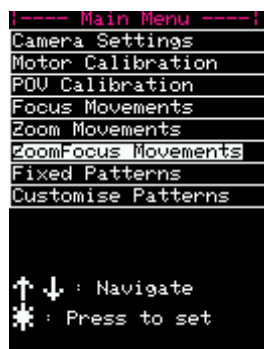 |---- Main Menu ----|
Camera Settings
Motor Calibration
POV Calibration
Focus Movements
Zoom Movements
ZoomFocus Movements
Fixed Patterns
Customise Patterns
↑ ↓ : Navigate
✱ : Press to set